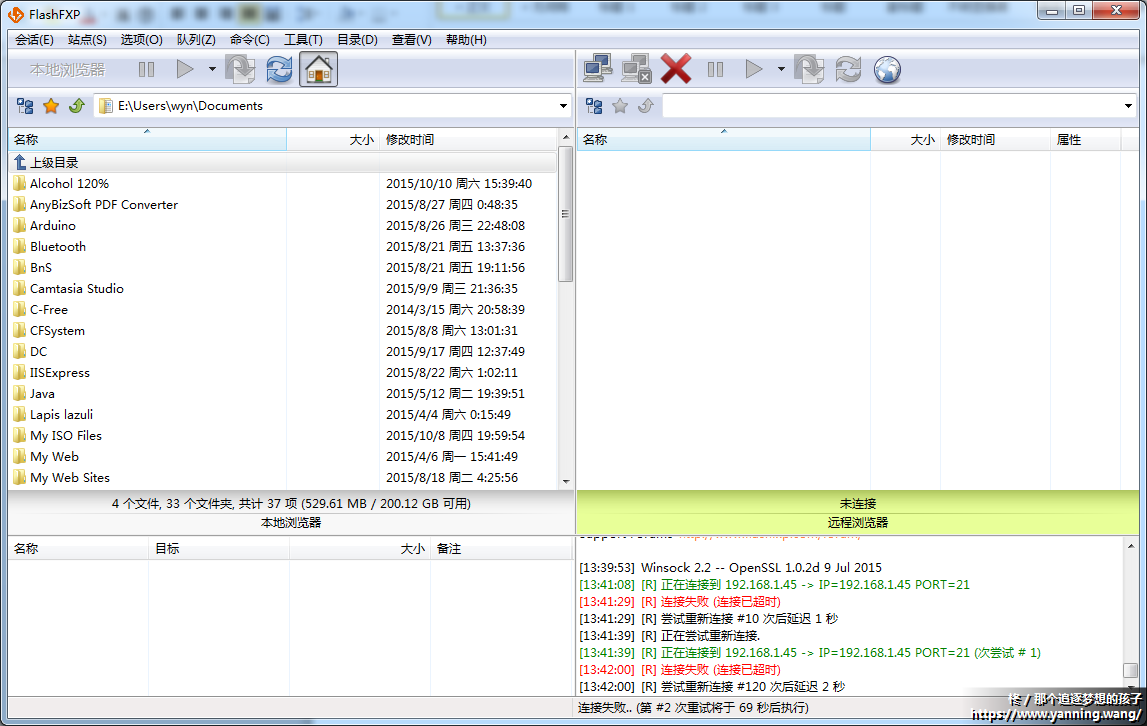 FlashFXP
会话(E) 站点(S) 选项(O) 队列(Z) 命令(C) 工具(T) 目录(D) 查看(V) 帮助(H)
本地浏览器
E:\Users\wyn\Documents
名称 大小 修改时间
名称 大小 修改时间 属性
上级目录
Alcohol 120% 2015/10/10 周六 15:39:40
AnyBizSoft PDF Converter 2015/8/27 周四 0:48:35
Arduino 2015/8/26 周三 22:48:08
Bluetooth 2015/8/21 周五 13:37:36
BnS 2015/8/21 周五 19:11:56
Camtasia Studio 2015/9/9 周三 21:36:35
C-Free 2014/3/15 周六 20:58:39
CFSystem 2015/8/8 周六 13:01:31
DC 2015/9/17 周四 12:37:49
IISExpress 2015/8/22 周六 1:02:11
Java 2015/5/12 周二 19:39:51
Lapis lazuli 2015/4/4 周六 0:15:49
My ISO Files 2015/10/8 周四 19:59:54
My Web 2015/4/6 周一 15:41:49
My Web Sites 2015/8/18 周二 4:25:56
4 个文件, 33 个文件夹, 共计 37 项 (529.61 MB / 200.12 GB 可用)
本地浏览器
未连接
远程浏览器
名称 目标 大小 备注
[13:39:53] Winsock 2.2 -- OpenSSL 1.0.2d 9 Jul 2015
[13:41:08] [R] 正在连接到 192.168.1.45 -> IP=192.168.1.45 PORT=21
[13:41:29] [R] 连接失败 (连接已超时)
[13:41:29] [R] 尝试重新连接 #10 次后延迟 1 秒
[13:41:39] [R] 正在尝试重新连接.
[13:41:39] [R] 正在连接到 192.168.1.45 -> IP=192.168.1.45 PORT=21 (次尝试 # 1)
[13:42:00] [R] 连接失败 (连接已超时)
[13:42:00] [R] 尝试重新连接 #120 次后延迟 2 秒
连接失败.. (第 #2 次重试将于 69 秒后执行)
/ 那个追逐梦想的孩子
https://www.yanning.wang/